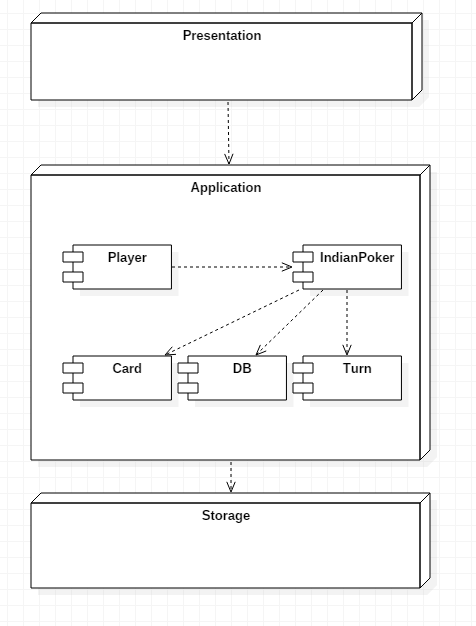 Presentation
Application
Player
IndianPoker
Card
DB
Turn
Storage